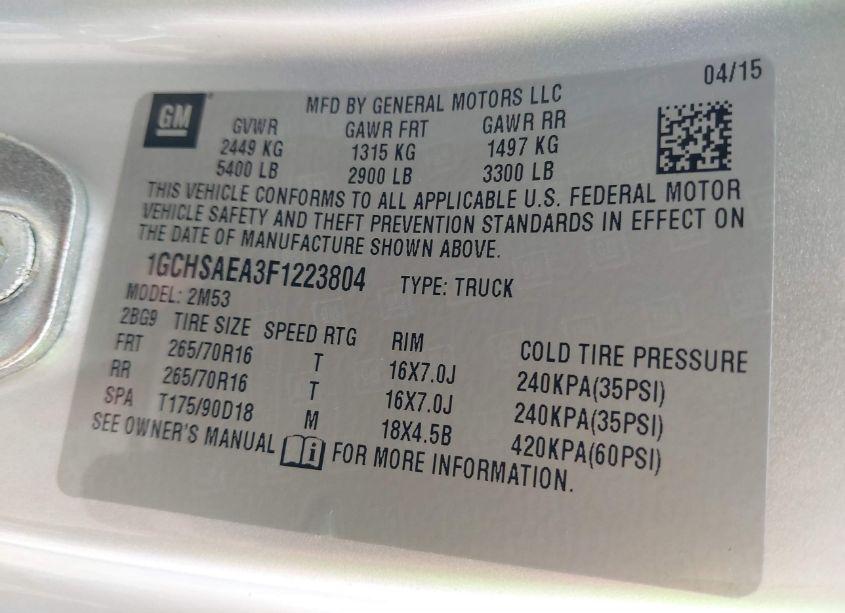 04/15
GM
MFD BY GENERAL MOTORS LLC
GVWR GAWR FRT GAWR RR
2449 KG 1315 KG 1497 KG
5400 LB 2900 LB 3300 LB
THIS VEHICLE CONFORMS TO ALL APPLICABLE U.S. FEDERAL MOTOR
VEHICLE SAFETY AND THEFT PREVENTION STANDARDS IN EFFECT ON
THE DATE OF MANUFACTURE SHOWN ABOVE.
1GCHSAEA3F1223804 TYPE: TRUCK
MODEL: 2M53
2BG9 TIRE SIZE SPEED RTG RIM COLD TIRE PRESSURE
FRT 265/70R16 T 16X7.0J 240KPA(35PSI)
RR 265/70R16 T 16X7.0J 240KPA(35PSI)
SPA T175/90D18 M 18X4.5B 420KPA(60PSI)
SEE OWNER'S MANUAL i FOR MORE INFORMATION.